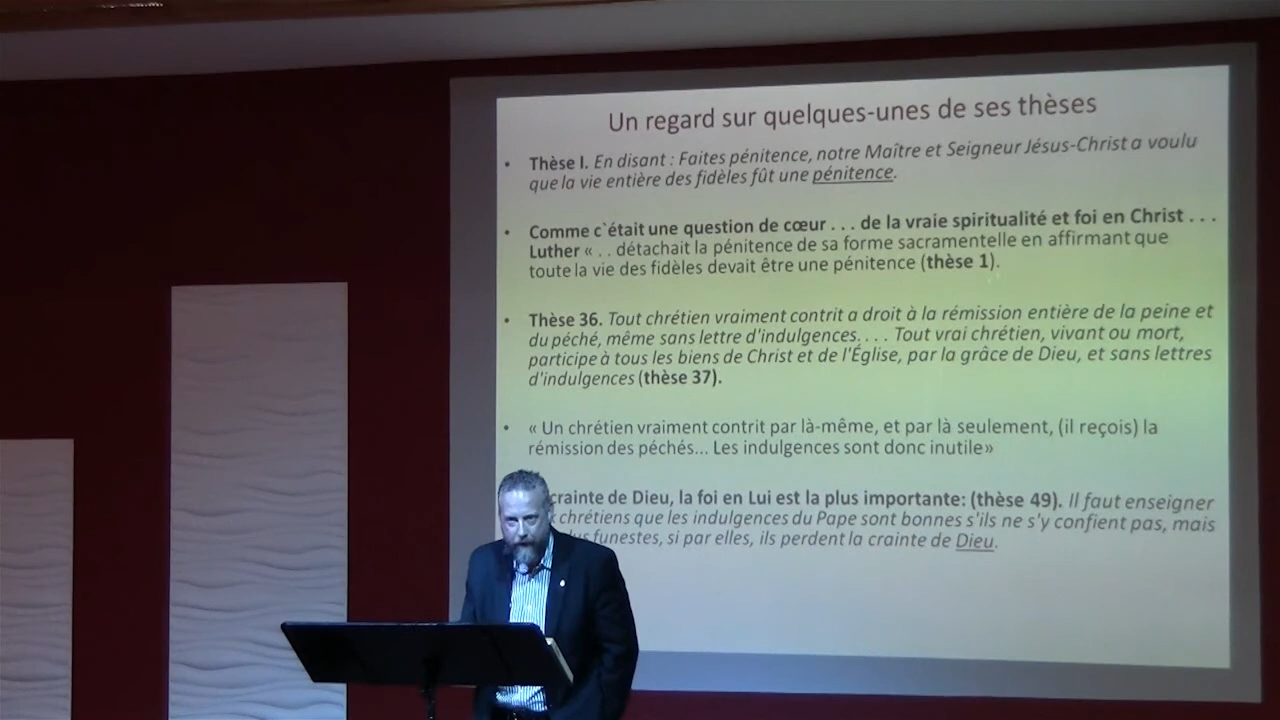 Un regard sur quelques-unes de ses thèses
• Thèse I. En disant : Faites pénitence, notre Maître et Seigneur Jésus-Christ a voulu
que la vie entière des fidèles fût une pénitence.
• Comme c`était une question de cœur . . . de la vraie spiritualité et foi en Christ . . .
Luther « . . détachait la pénitence de sa forme sacramentelle en affirmant que
toute la vie des fidèles devait être une pénitence (thèse 1).
• Thèse 36. Tout chrétien vraiment contrit a droit à la rémission entière de la peine et
du péché, même sans lettre d'indulgences. . . . Tout vrai chrétien, vivant ou mort,
participe à tous les biens de Christ et de l'Église, par la grâce de Dieu, et sans lettres
d'indulgences (thèse 37).
• « Un chrétien vraiment contrit par là-même, et par là seulement, (il reçois) la
rémission des péchés... Les indulgences sont donc inutile»
crainte de Dieu, la foi en Lui est la plus importante: (thèse 49). Il faut enseigner
chrétiens que les indulgences du Pape sont bonnes s'ils ne s'y confient pas, mais
funestes, si par elles, ils perdent la crainte de Dieu.